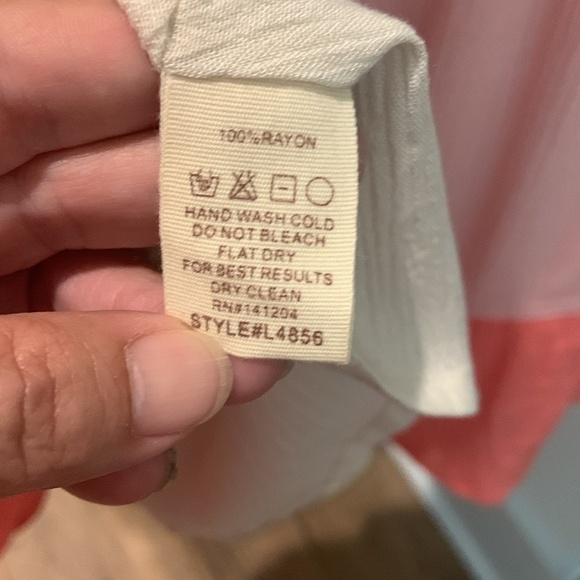 100%RAYON
HAND WASH COLD
DO NOT BLEACH
FLAT DRY
FOR BEST RESULTS
DRY CLEAN
RN#141204
STYLE#L4856